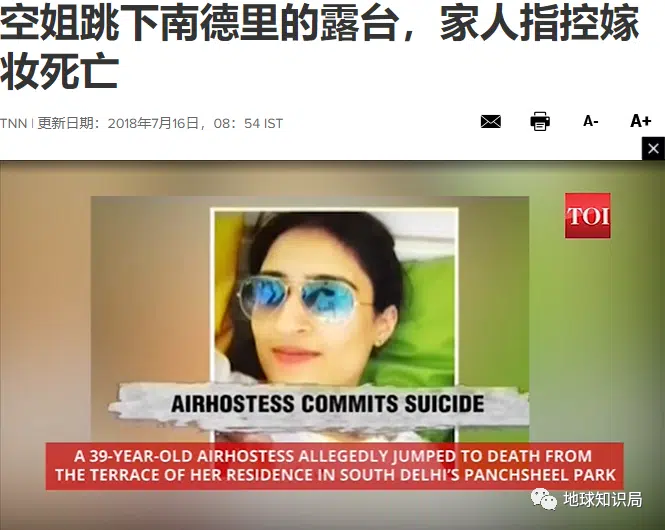 空姐跳下南德里的露台，家人指控嫁
妆死亡
TNN | 更新日期：2018年7月16日，08：54 IST
A- A+
TOI
AIRHOSTESS COMMITS SUICIDE
A 39-YEAR-OLD AIRHOSTESS ALLEGEDLY JUMPED TO DEATH FROM
THE TERRACE OF HER RESIDENCE IN SOUTH DELHI'S PANCHSHEEL PARK
地球知识局